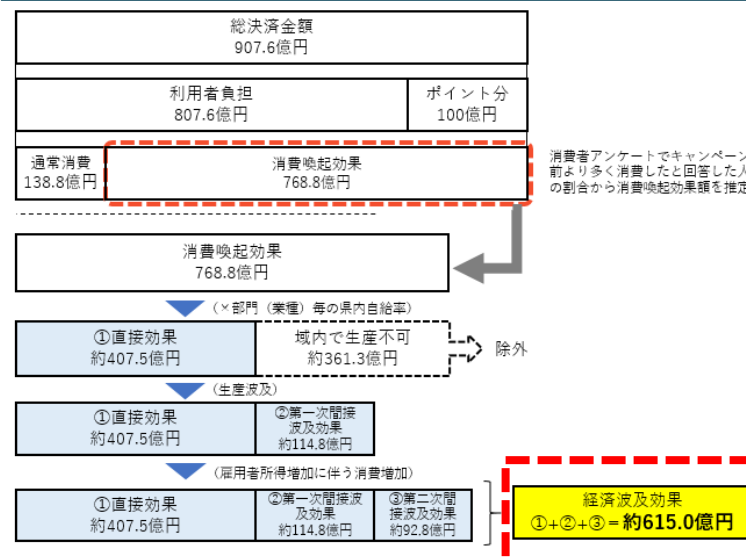 総決済金額
907.6億円
利用者負担
807.6億円
ポイント分
100億円
通常消費
138.8億円
消費喚起効果
768.8億円
消費者アンケートでキャンペーン
前より多く消費したと回答した人
の割合から消費喚起効果額を推定
消費喚起効果
768.8億円
(×部門(業種)毎の県内自給率)
①直接効果
約407.5億円
域内で生産不可
約361.3億円
除外
(生産波及)
①直接効果
約407.5億円
②第一次間接
波及効果
約114.8億円
(雇用者所得増加に伴う消費増加)
①直接効果
約407.5億円
②第一次間接波
及効果
約114.8億円
③第二次間
接波及効果
約92.8億円
経済波及効果
①+②+③=約615.0億円